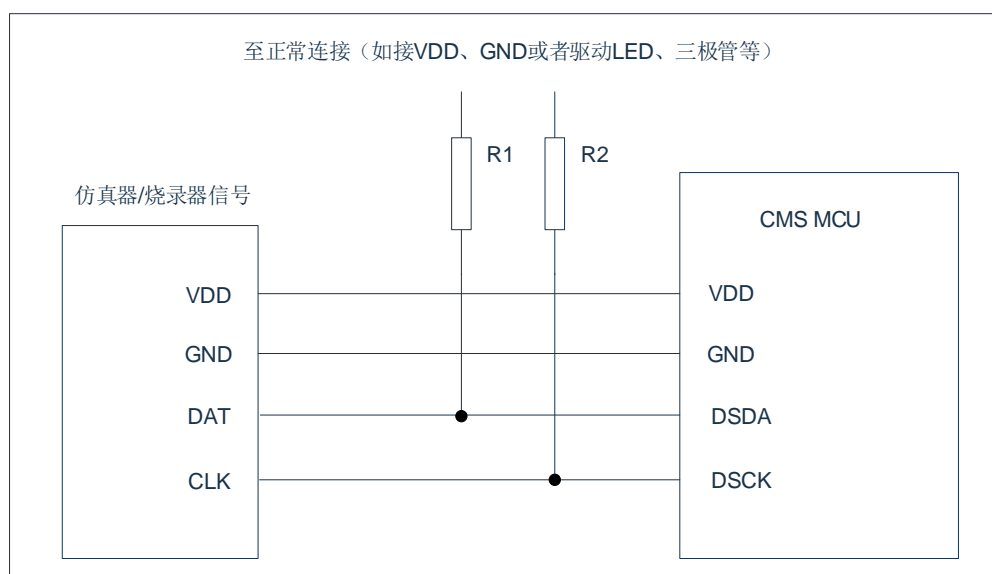 至正常连接（如接VDD、GND或者驱动LED、三极管等）
R1
R2
仿真器/烧录器信号
CMS MCU
VDD
VDD
GND
GND
DAT
DSDA
CLK
DSCK